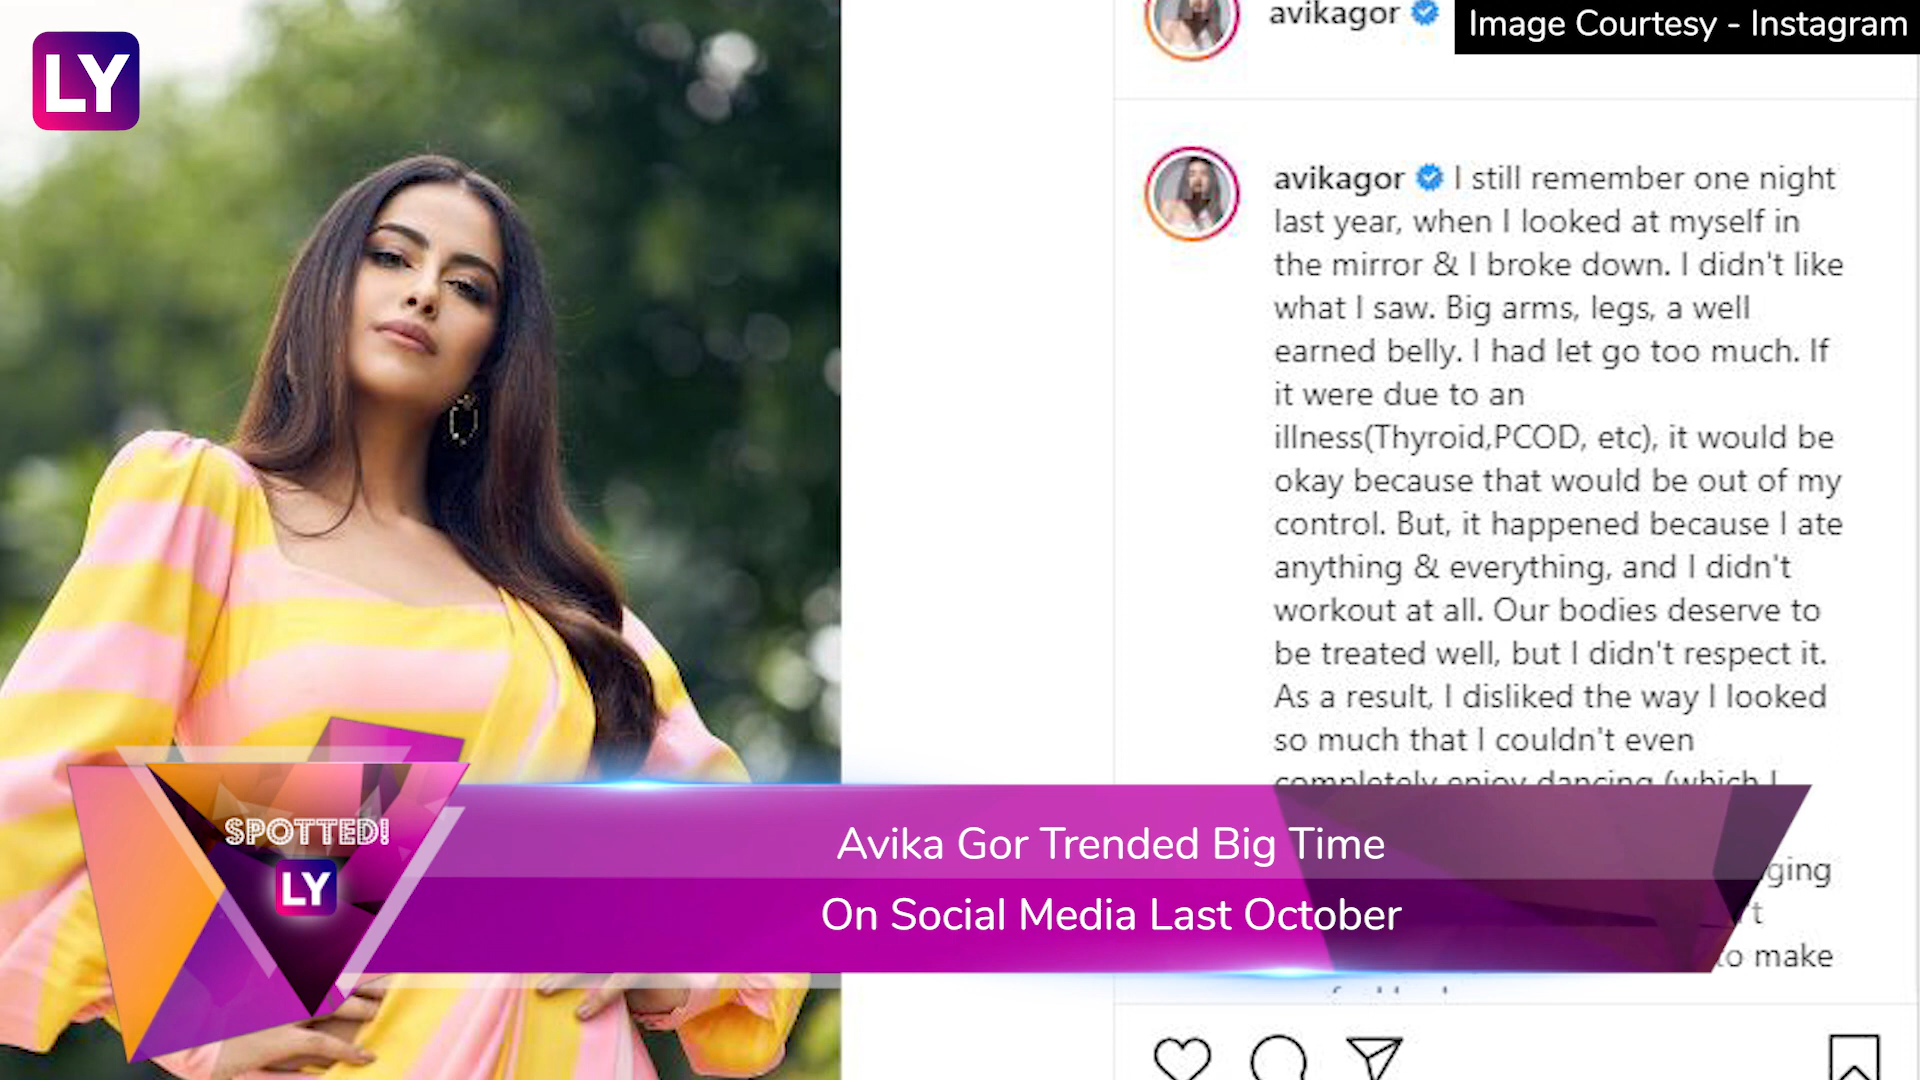 LY
avikagor
Image Courtesy - Instagram
avikagor I still remember one night
last year, when I looked at myself in
the mirror & I broke down. I didn't like
what I saw. Big arms, legs, a well
earned belly. I had let go too much. If
it were due to an
illness(Thyroid,PCOD, etc), it would be
okay because that would be out of my
control. But, it happened because I ate
anything & everything, and I didn't
workout at all. Our bodies deserve to
be treated well, but I didn't respect it.
As a result, I disliked the way I looked
so much that I couldn't even
completely enjoy dancing (which I
to make
SPOTTED!
LY
Avika Gor Trended Big Time
On Social Media Last October